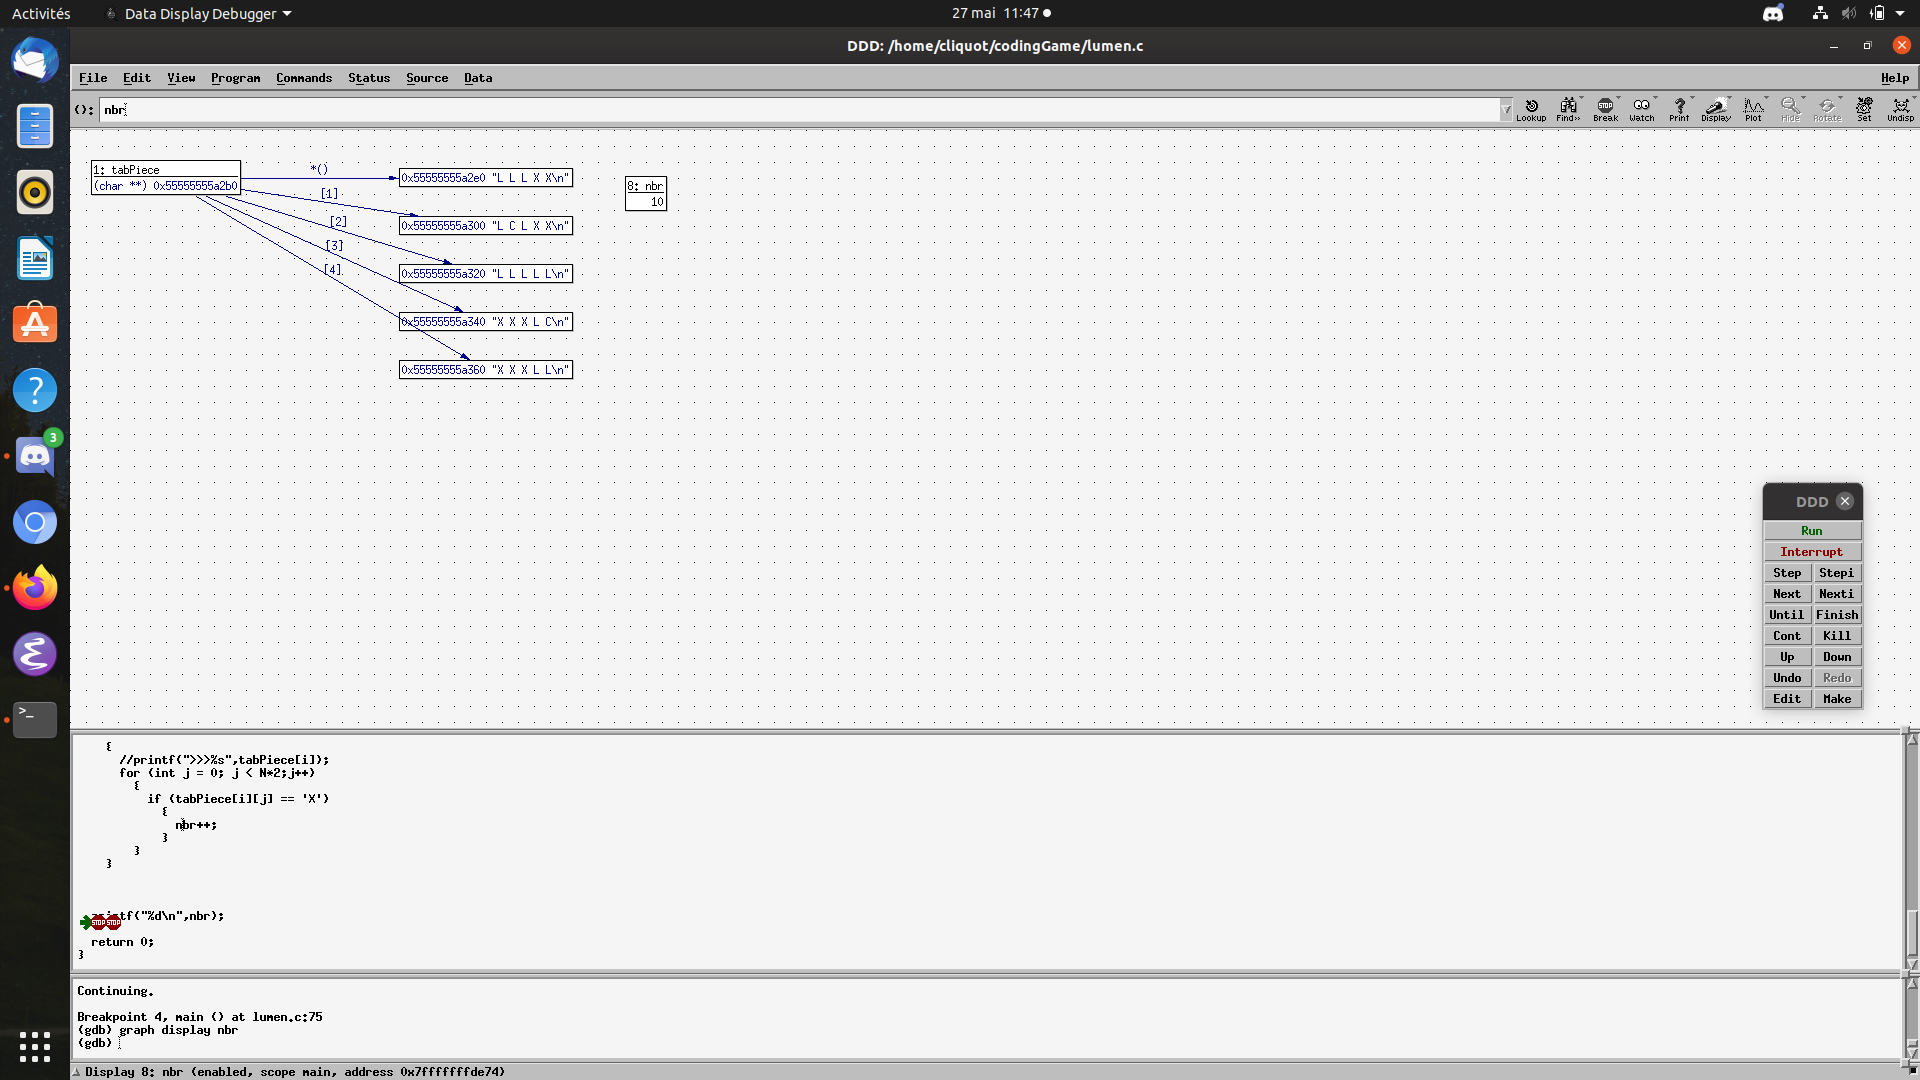 Activités
Data Display Debugger
27 mai 11:47
DDD: /home/cliquot/codingGame/lumen.c
File Edit View Program Commands Status Source Data Help
(): nbr
Lookup Find» Break Watch Print Display Plot Hide Rotate Set Undisp
STOP
1: tabPiece
(char **) 0x55555555a2b0
*()
[1]
[2]
[3]
[4]
0x55555555a2e0 "L L L X X\n"
0x55555555a300 "L C L X X\n"
0x55555555a320 "L L L L L\n"
0x55555555a340 "X X X L C\n"
0x55555555a360 "X X X L L\n"
8: nbr
10
3
>_
DDD
Run
Interrupt
Step Stepi
Next Nexti
Until Finish
Cont Kill
Up Down
Undo Redo
Edit Make
{
//printf(">>>%s",tabPiece[i]);
for (int j = 0; j < N*2;j++)
{
if (tabPiece[i][j] == 'X')
{
nbr++;
}
}
}
printf("%d\n",nbr);
STOP STOP
return 0;
}
Continuing.
Breakpoint 4, main () at lumen.c:75
(gdb) graph display nbr
(gdb)
Display 8: nbr (enabled, scope main, address 0x7fffffffde74)